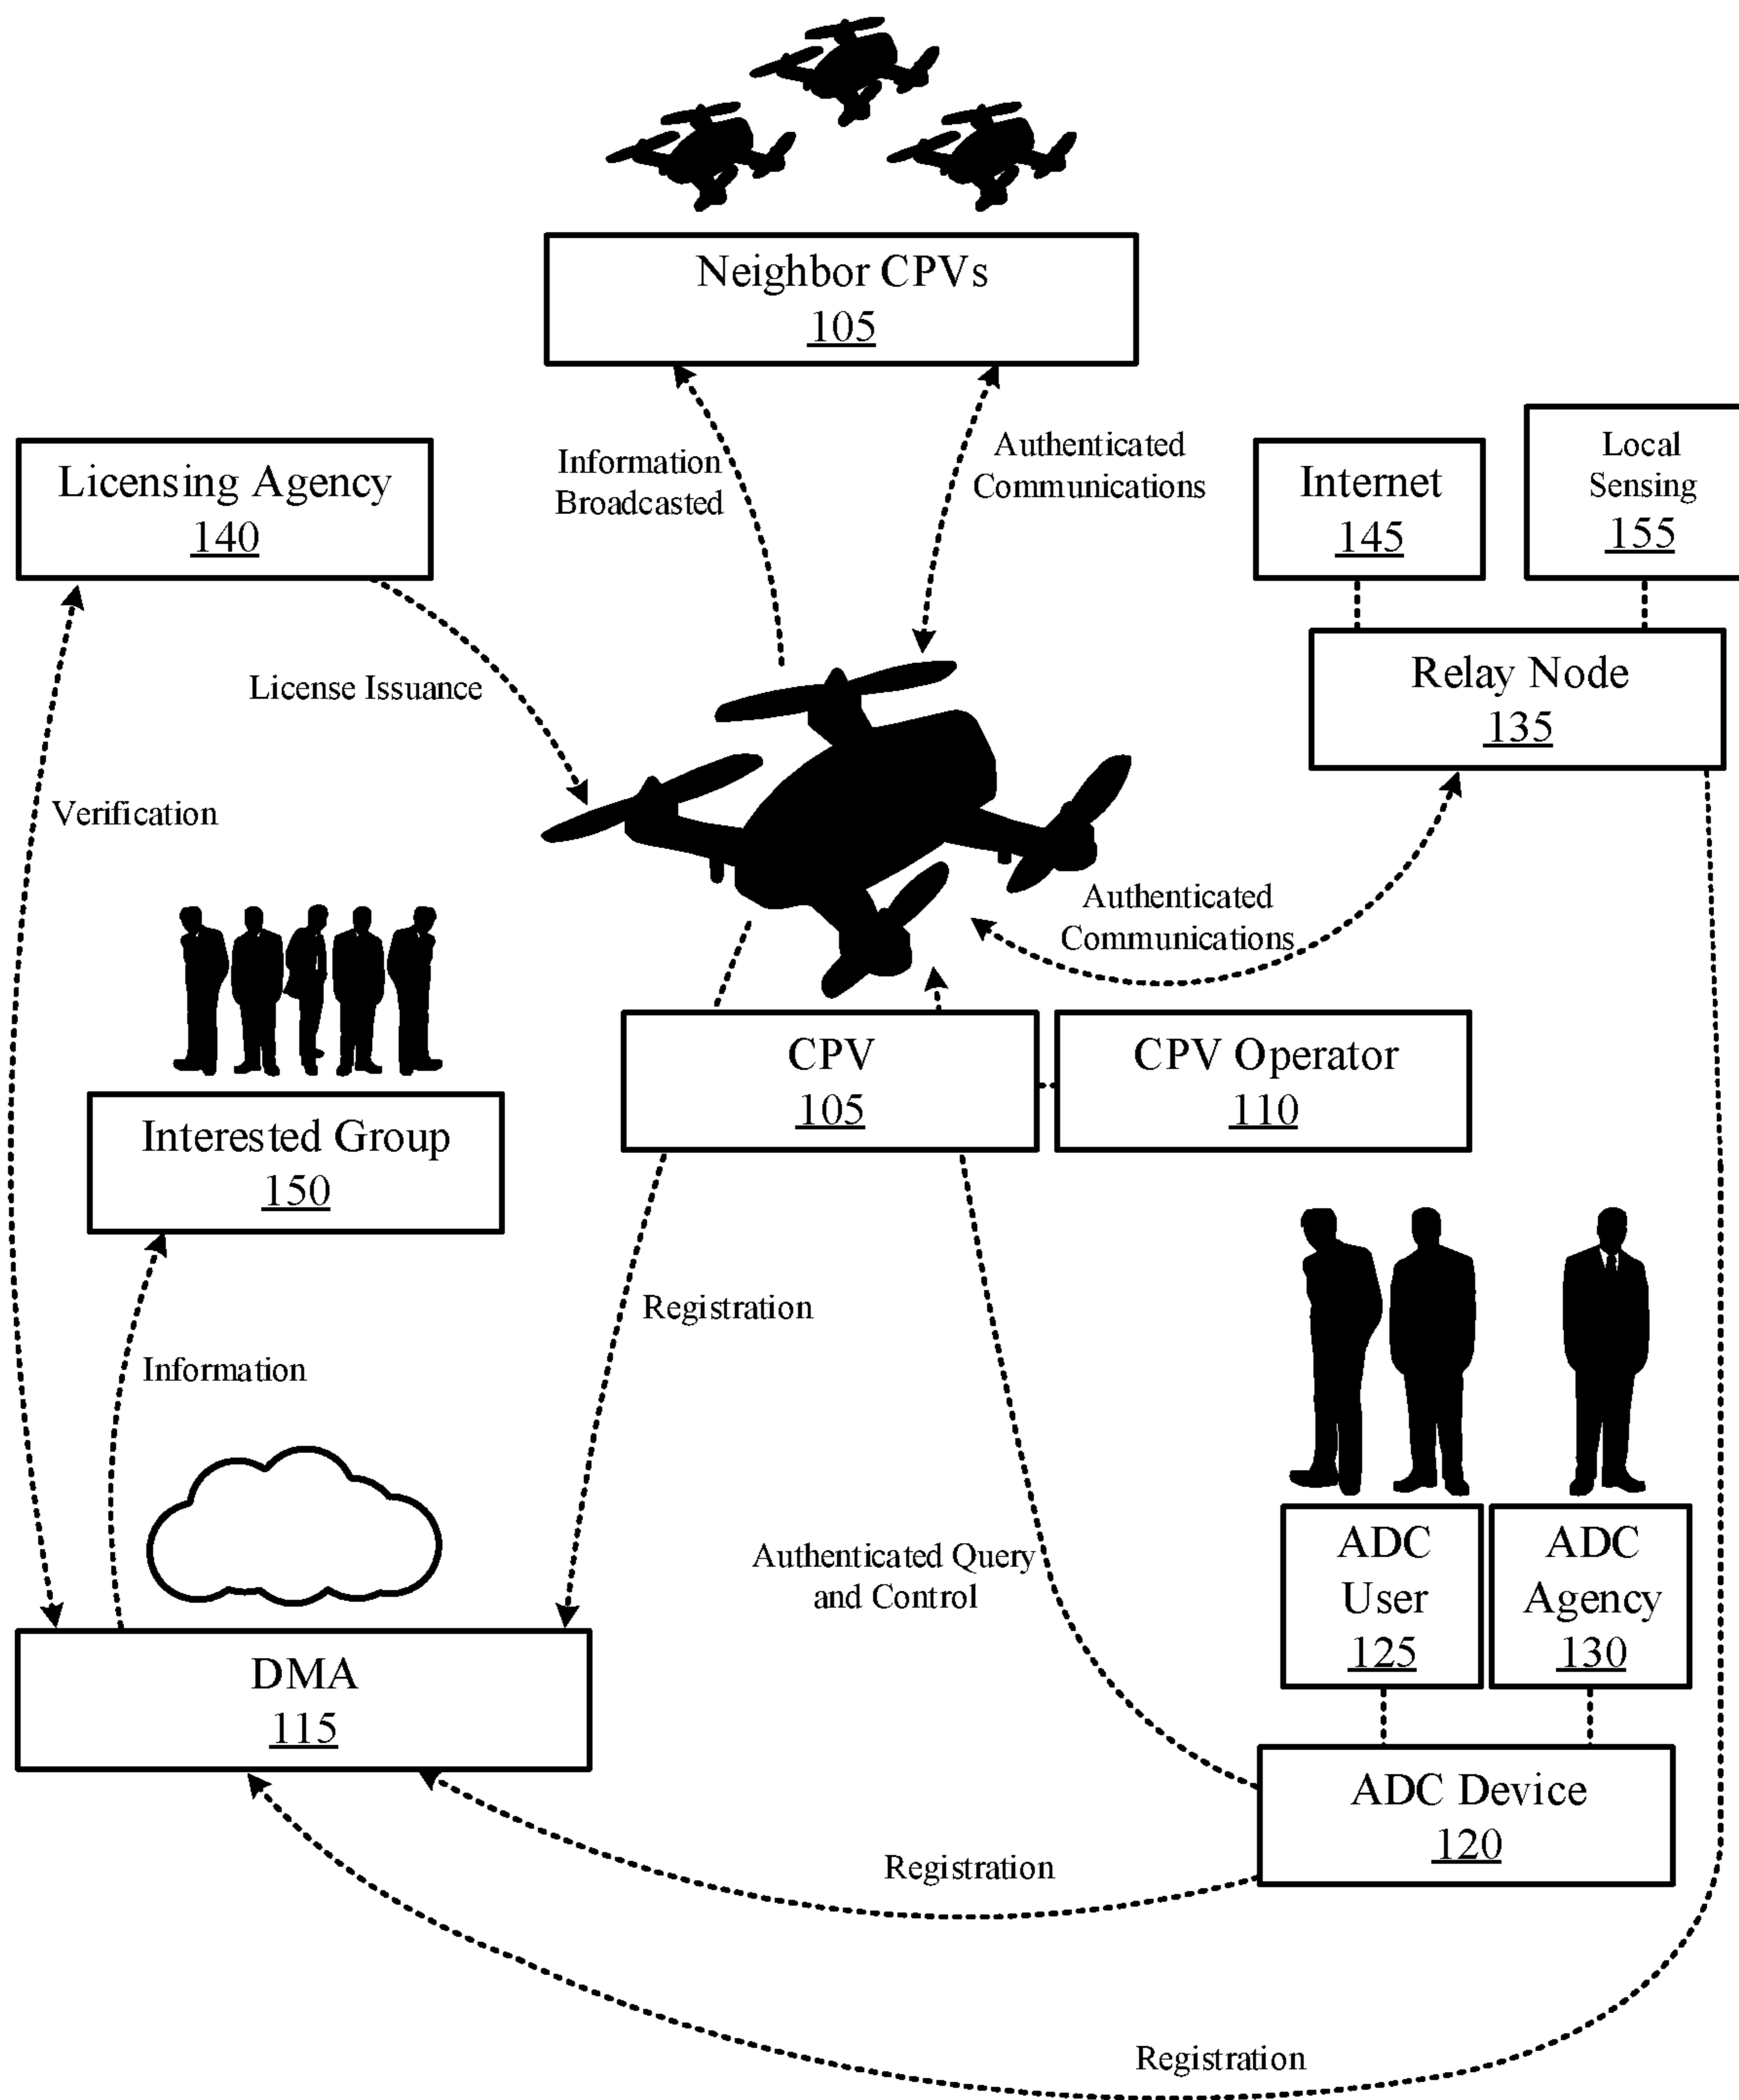 Neighbor CPVs
105
Licensing Agency
140
Information
Broadcasted
Authenticated
Communications
Internet
145
Local
Sensing
155
License Issuance
Relay Node
135
Verification
Authenticated
Communications
CPV
105
CPV Operator
110
Interested Group
150
Registration
Information
Authenticated Query
and Control
ADC
User
125
ADC
Agency
130
DMA
115
ADC Device
120
Registration
Registration